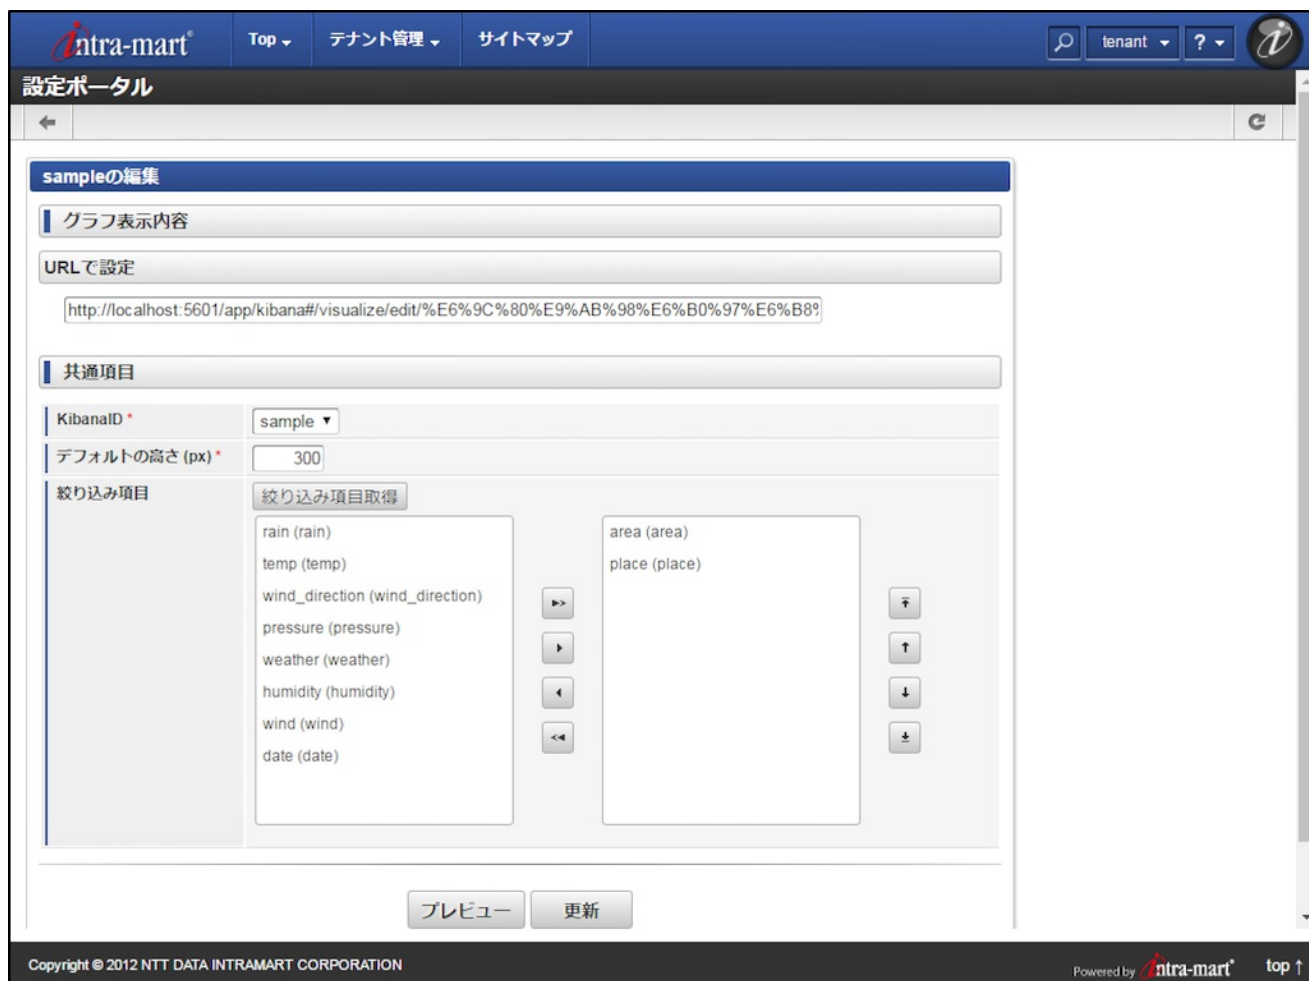 intra-mart Top テナント管理 サイトマップ tenant ?
設定ポータル
sampleの編集
グラフ表示内容
URLで設定
http://localhost:5601/app/kibana#/visualize/edit/%E6%9C%80%E9%AB%98%E6%B0%97%E6%B8%
共通項目
KibanaID * sample
デフォルトの高さ (px) * 300
絞り込み項目 絞り込み項目取得
rain (rain) area (area)
temp (temp) place (place)
wind_direction (wind_direction)
pressure (pressure)
weather (weather)
humidity (humidity)
wind (wind)
date (date)
プレビュー 更新
Copyright © 2012 NTT DATA INTRAMART CORPORATION Powered by intra-mart top ↑